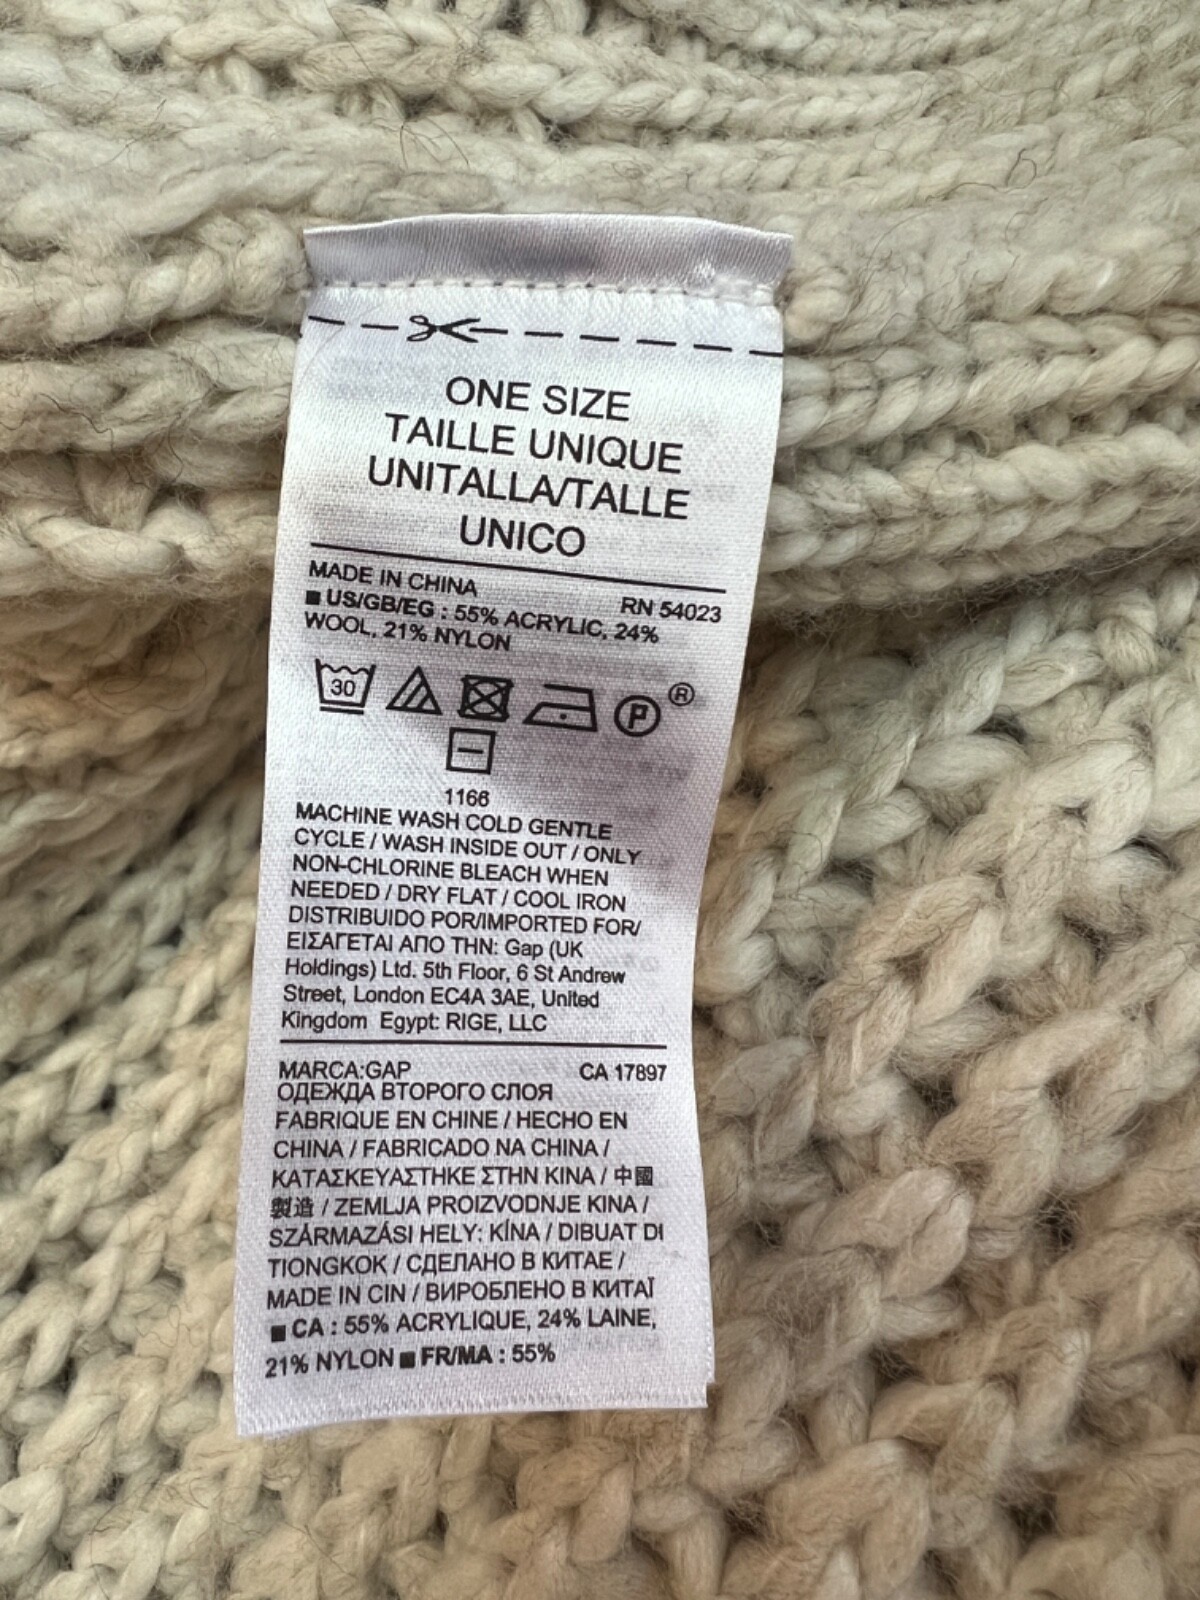 ONE SIZE
TAILLE UNIQUE
UNITALLA/TALLE
UNICO
MADE IN CHINA
RN 54023
■ US/GB/EG : 55% ACRYLIC, 24%
WOOL, 21% NYLON
30
P ®
1166
MACHINE WASH COLD GENTLE
CYCLE / WASH INSIDE OUT / ONLY
NON-CHLORINE BLEACH WHEN
NEEDED / DRY FLAT / COOL IRON
DISTRIBUIDO POR/IMPORTED FOR/
ΕΙΣΑΓΕΤΑΙ ΑΠΟ ΤΗΝ: Gap (UK
Holdings) Ltd. 5th Floor, 6 St Andrew
Street, London EC4A 3AE, United
Kingdom Egypt: RIGE, LLC
MARCA:GAP CA 17897
ОДЕЖДА ВТОРОГО СЛОЯ
FABRIQUE EN CHINE / HECHO EN
CHINA / FABRICADO NA CHINA /
ΚΑΤΑΣΚΕΥΑΣΤΗΚΕ ΣΤΗΝ ΚΙΝΑ / 中國
製造 / ZEMLJA PROIZVODNJE KINA /
SZÁRMAZÁSI HELY: KÍNA / DIBUAT DI
TIONGKOK / СДЕЛАНО В КИТАЕ /
MADE IN CIN / ВИРОБЛЕНО В КИТАЇ
■ CA : 55% ACRYLIQUE, 24% LAINE,
21% NYLON ■ FR/MA : 55%